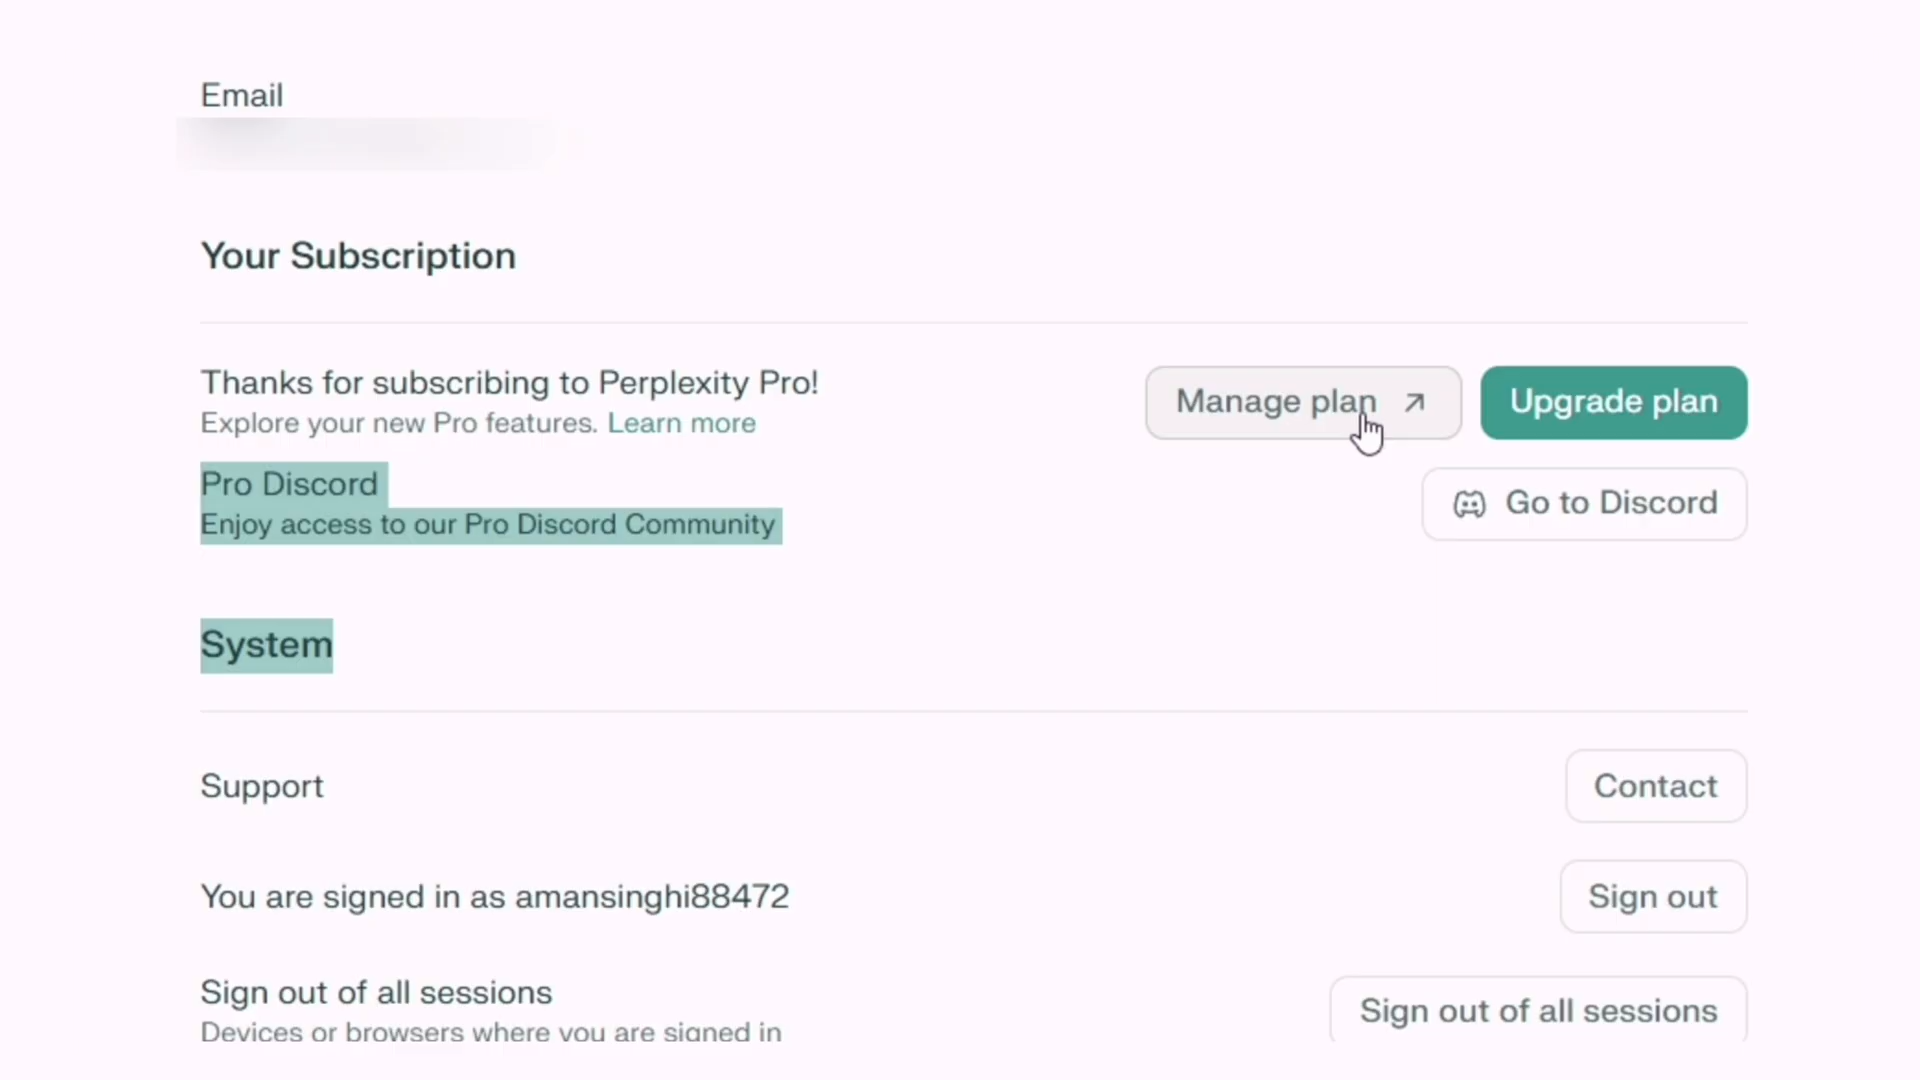 Email
Your Subscription
Thanks for subscribing to Perplexity Pro!
Explore your new Pro features. Learn more
Manage plan
Upgrade plan
Pro Discord
Enjoy access to our Pro Discord Community
Go to Discord
System
Support
Contact
You are signed in as amansinghi88472
Sign out
Sign out of all sessions
Devices or browsers where you are signed in
Sign out of all sessions